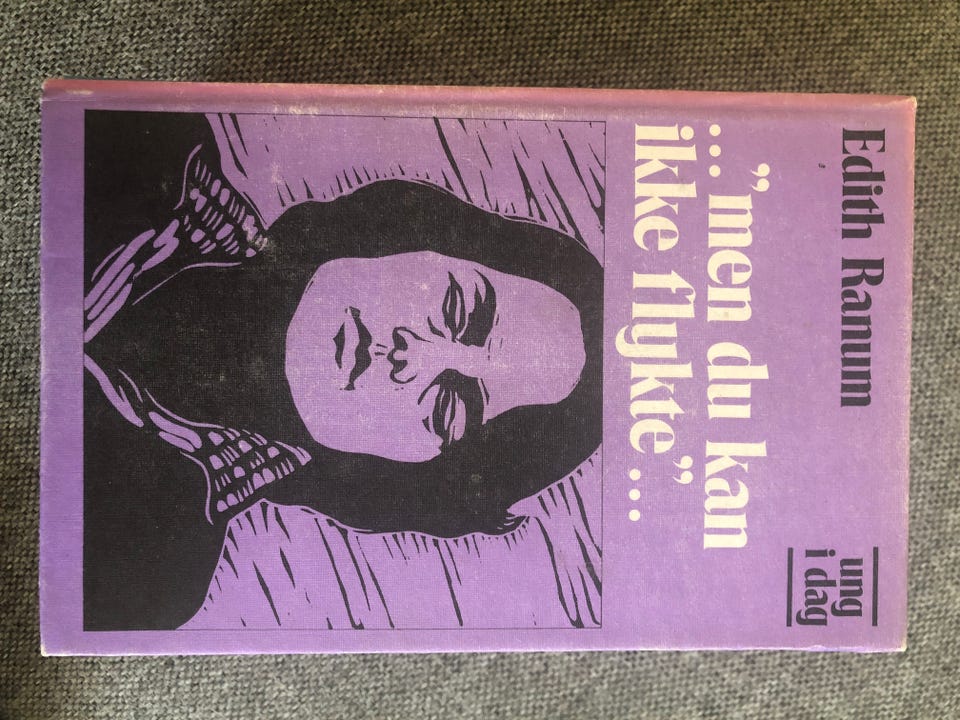 Edith Ranum
ung
i dag
... "men du kan
ikke flykte" ...